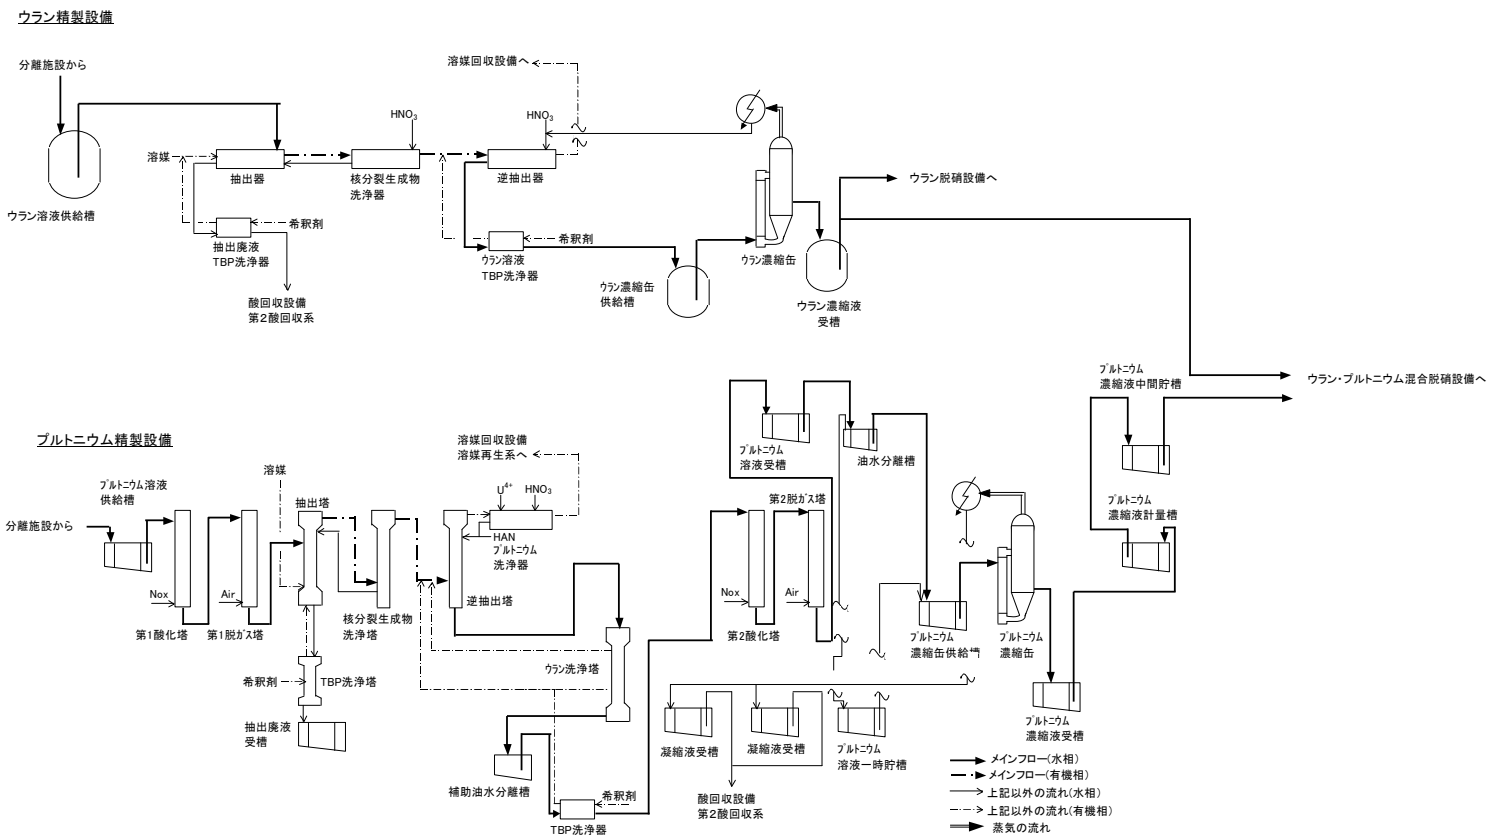 ウラン精製設備
分離施設から
ウラン溶液供給槽
溶媒
抽出器
希釈剤
抽出廃液
TBP洗浄器
酸回収設備
第2酸回収系
HNO3
核分裂生成物
洗浄器
溶媒回収設備へ
HNO3
逆抽出器
希釈剤
ウラン溶液
TBP洗浄器
ウラン濃縮缶
供給槽
ウラン濃縮缶
ウラン濃縮液
受槽
ウラン脱硝設備へ
ウラン・プルトニウム混合脱硝設備へ
プルトニウム精製設備
分離施設から
プルトニウム溶液
供給槽
Nox
第1酸化塔
Air
第1脱ガス塔
溶媒
抽出塔
希釈剤
TBP洗浄塔
抽出廃液
受槽
核分裂生成物
洗浄塔
溶媒回収設備
溶媒再生系へ
U4+
HNO3
HAN
プルトニウム
洗浄器
逆抽出塔
ウラン洗浄塔
補助油水分離槽
希釈剤
TBP洗浄器
Nox
第2酸化塔
Air
第2脱ガス塔
プルトニウム
溶液受槽
油水分離槽
プルトニウム
濃縮缶供給槽
プルトニウム
濃縮缶
凝縮液受槽
凝縮液受槽
プルトニウム
溶液一時貯槽
酸回収設備
第2酸回収系
プルトニウム
濃縮液受槽
プルトニウム
濃縮液計量槽
プルトニウム
濃縮液中間貯槽
メインフロー(水相)
メインフロー(有機相)
上記以外の流れ(水相)
上記以外の流れ(有機相)
蒸気の流れ